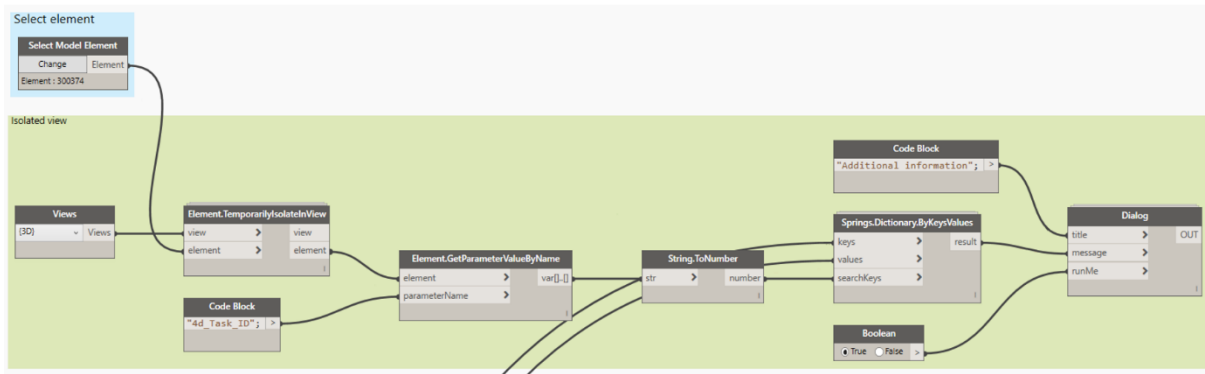 Select element
Select Model Element
Change Element
Element : 300374
Isolated view
Code Block
"Additional information"; >
Views
{3D} Views
Element.TemporarilyIsolateInView
view > view
element > element
I
Springs.Dictionary.ByKeysValues
keys > result
values >
searchKeys >
I
Dialog
title > OUT
message >
runMe >
I
Element.GetParameterValueByName
element > var[]..[]
parameterName >
I
String.ToNumber
str > number
I
Code Block
"4d_Task_ID"; >
Boolean
True False >